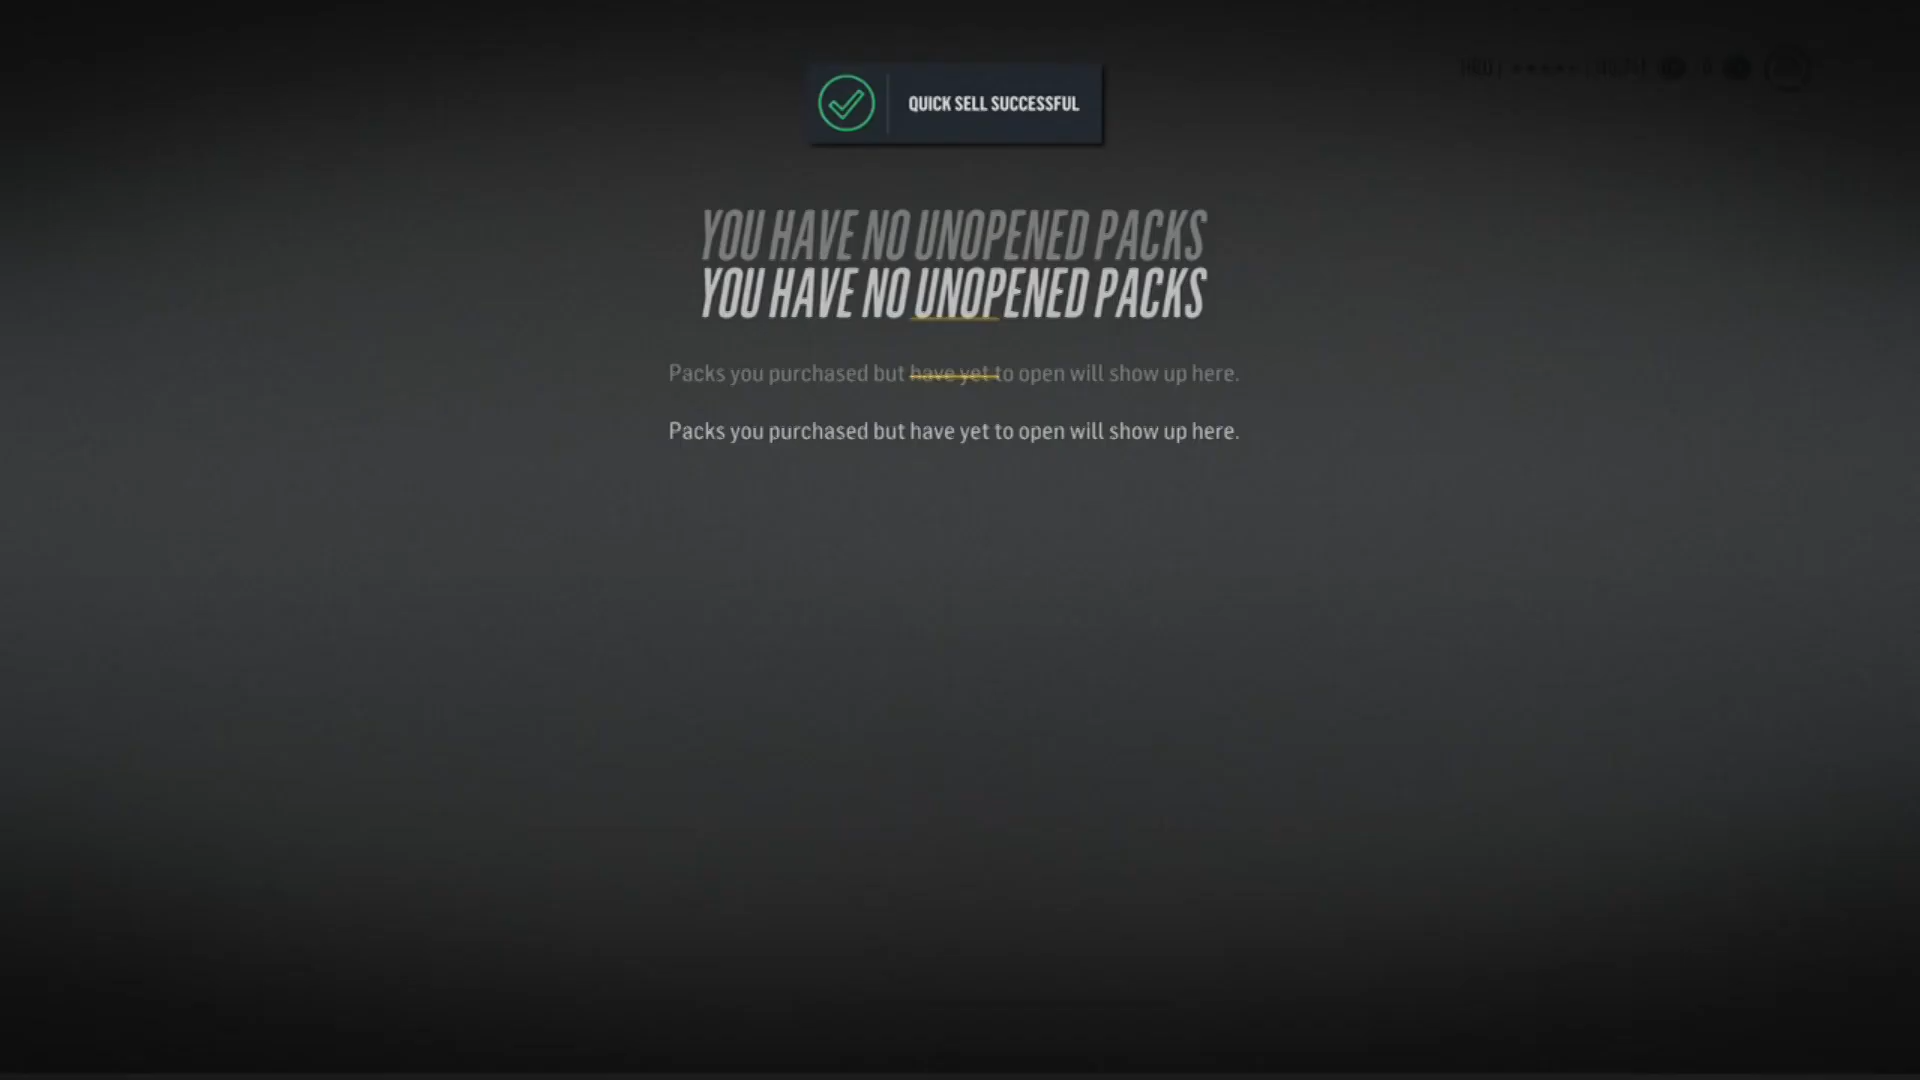 QUICK SELL SUCCESSFUL
YOU HAVE NO UNOPENED PACKS
YOU HAVE NO UNOPENED PACKS
Packs you purchased but have yet to open will show up here.
Packs you purchased but have yet to open will show up here.